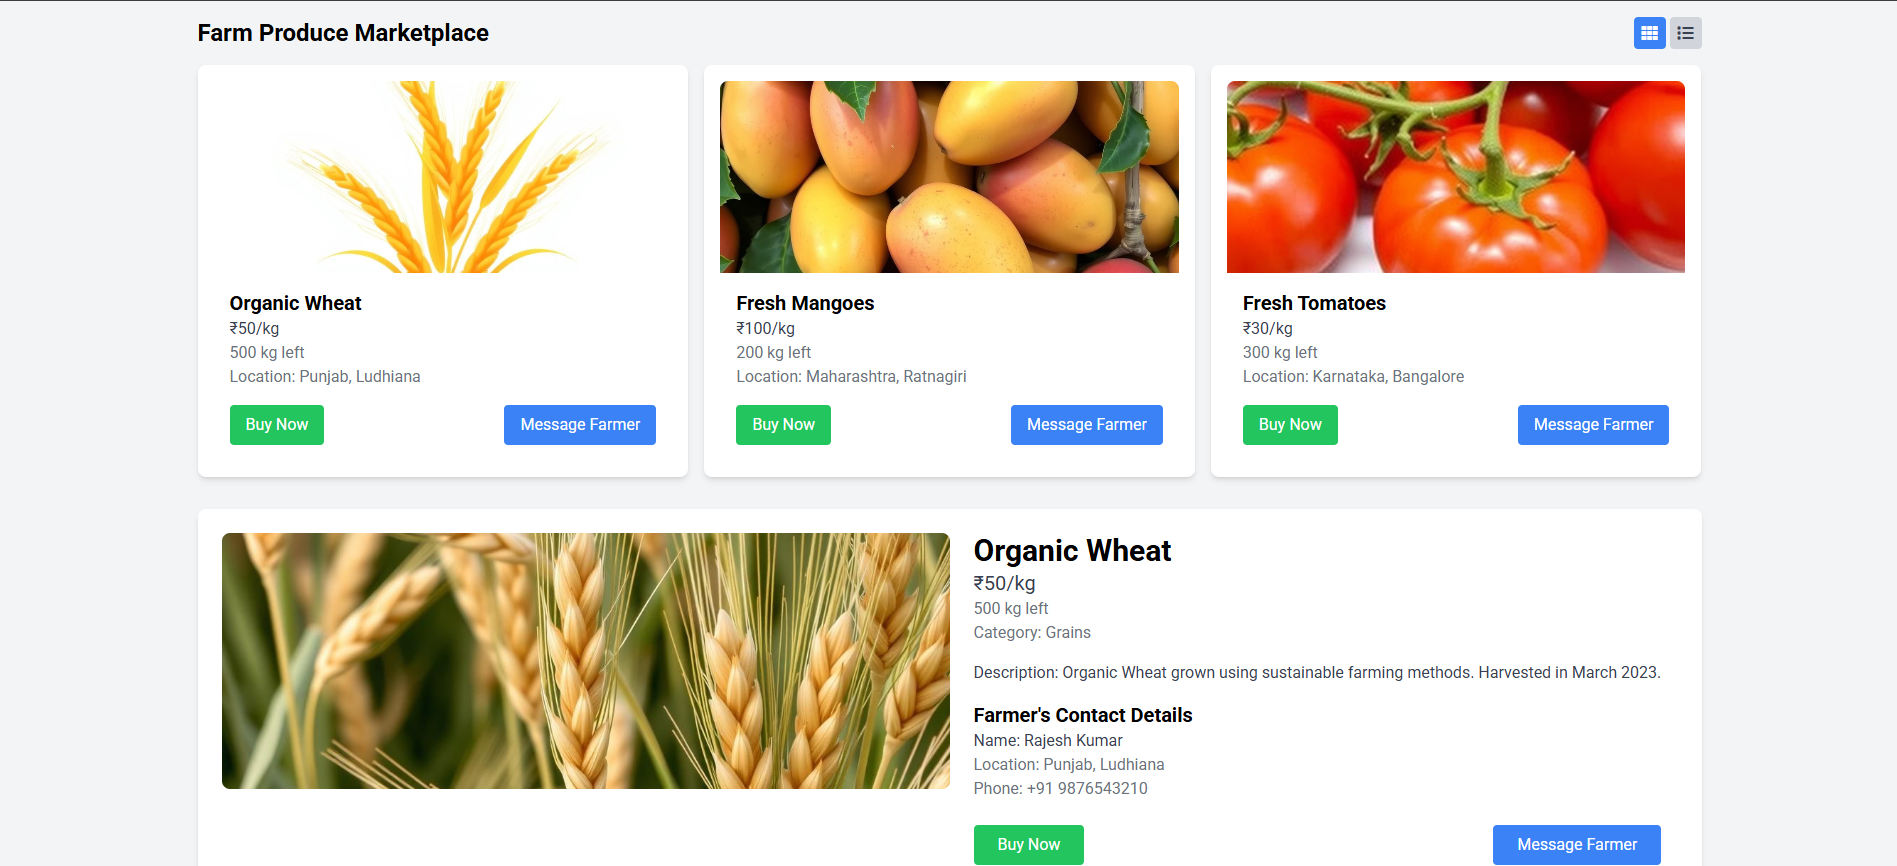 Farm Produce Marketplace
Organic Wheat
₹50/kg
500 kg left
Location: Punjab, Ludhiana
Buy Now
Message Farmer
Fresh Mangoes
₹100/kg
200 kg left
Location: Maharashtra, Ratnagiri
Buy Now
Message Farmer
Fresh Tomatoes
₹30/kg
300 kg left
Location: Karnataka, Bangalore
Buy Now
Message Farmer
Organic Wheat
₹50/kg
500 kg left
Category: Grains
Description: Organic Wheat grown using sustainable farming methods. Harvested in March 2023.
Farmer's Contact Details
Name: Rajesh Kumar
Location: Punjab, Ludhiana
Phone: +91 9876543210
Buy Now
Message Farmer